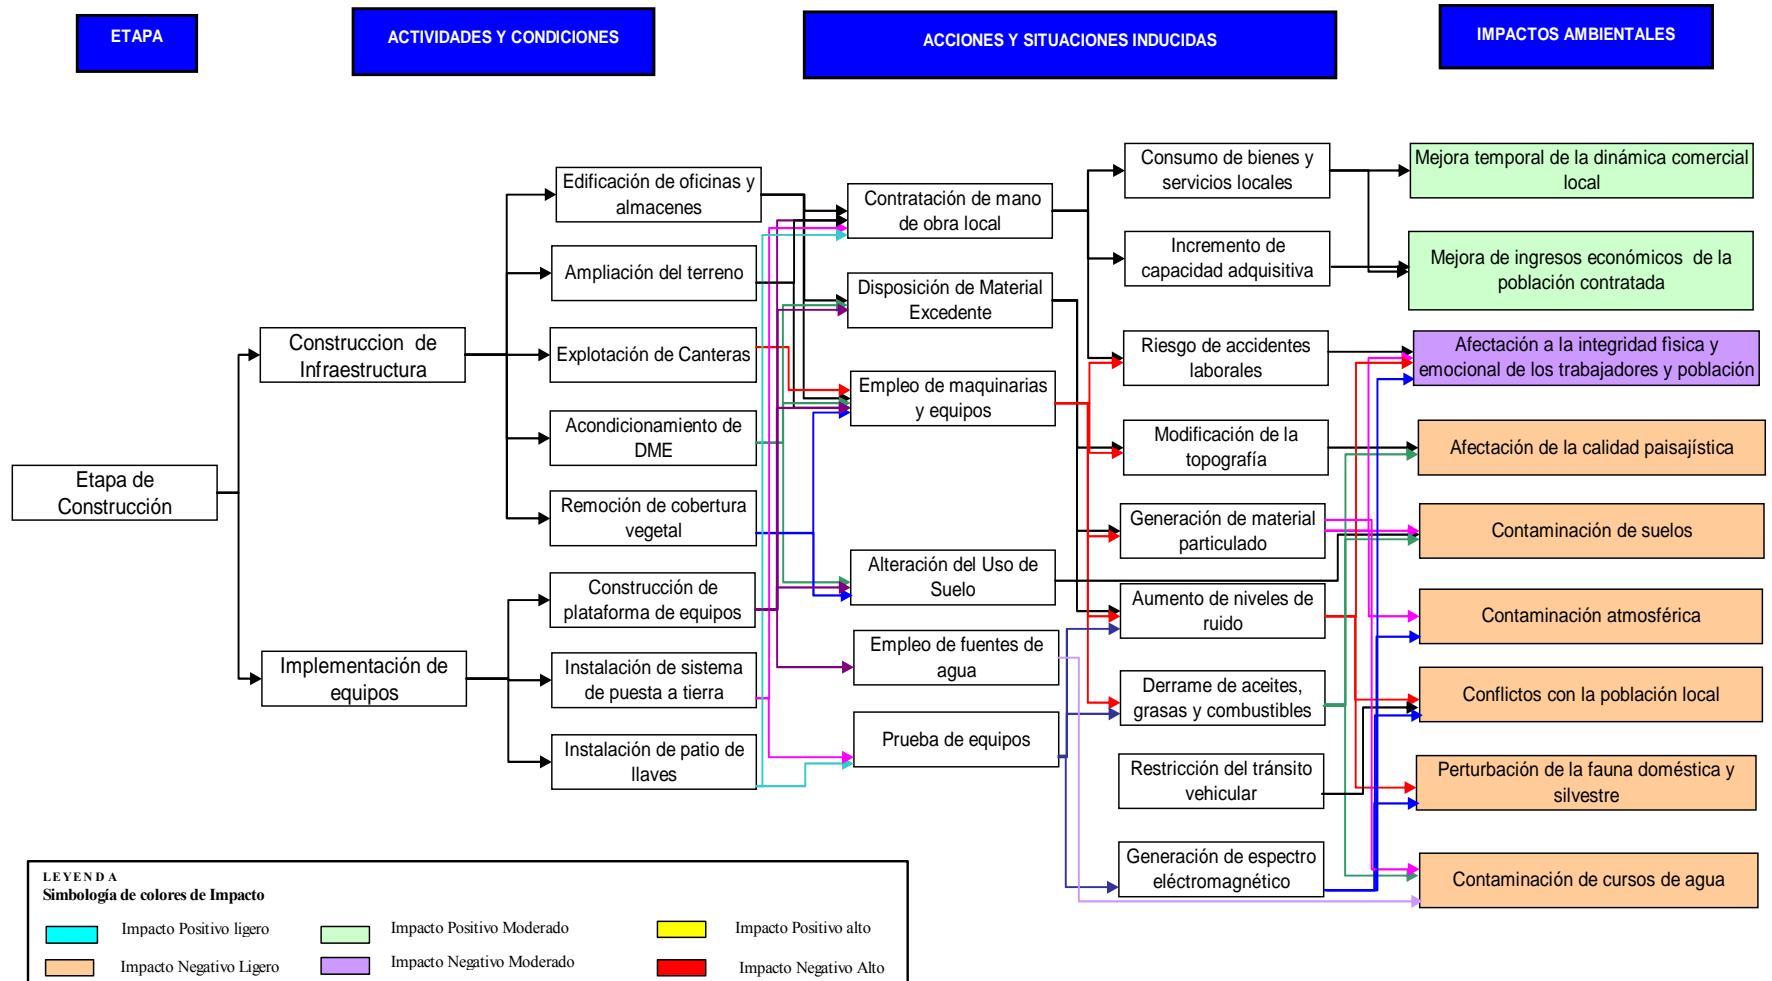 ETAPA
ACTIVIDADES Y CONDICIONES
ACCIONES Y SITUACIONES INDUCIDAS
IMPACTOS AMBIENTALES
Etapa de
Construcción
Construccion de
Infraestructura
Implementación de
equipos
Edificación de oficinas y
almacenes
Ampliación del terreno
Explotación de Canteras
Acondicionamiento de
DME
Remoción de cobertura
vegetal
Construcción de
plataforma de equipos
Instalación de sistema
de puesta a tierra
Instalación de patio de
llaves
Contratación de mano
de obra local
Disposición de Material
Excedente
Empleo de maquinarias
y equipos
Alteración del Uso de
Suelo
Empleo de fuentes de
agua
Prueba de equipos
Consumo de bienes y
servicios locales
Incremento de
capacidad adquisitiva
Riesgo de accidentes
laborales
Modificación de la
topografía
Generación de material
particulado
Aumento de niveles de
ruido
Derrame de aceites,
grasas y combustibles
Restricción del tránsito
vehicular
Generación de espectro
eléctromagnético
Mejora temporal de la dinámica comercial
local
Mejora de ingresos económicos de la
población contratada
Afectación a la integridad fisica y
emocional de los trabajadores y población
Afectación de la calidad paisajística
Contaminación de suelos
Contaminación atmosférica
Conflictos con la población local
Perturbación de la fauna doméstica y
silvestre
Contaminación de cursos de agua
LEYENDA
Simbología de colores de Impacto
Impacto Positivo ligero
Impacto Positivo Moderado
Impacto Positivo alto
Impacto Negativo Ligero
Impacto Negativo Moderado
Impacto Negativo Alto